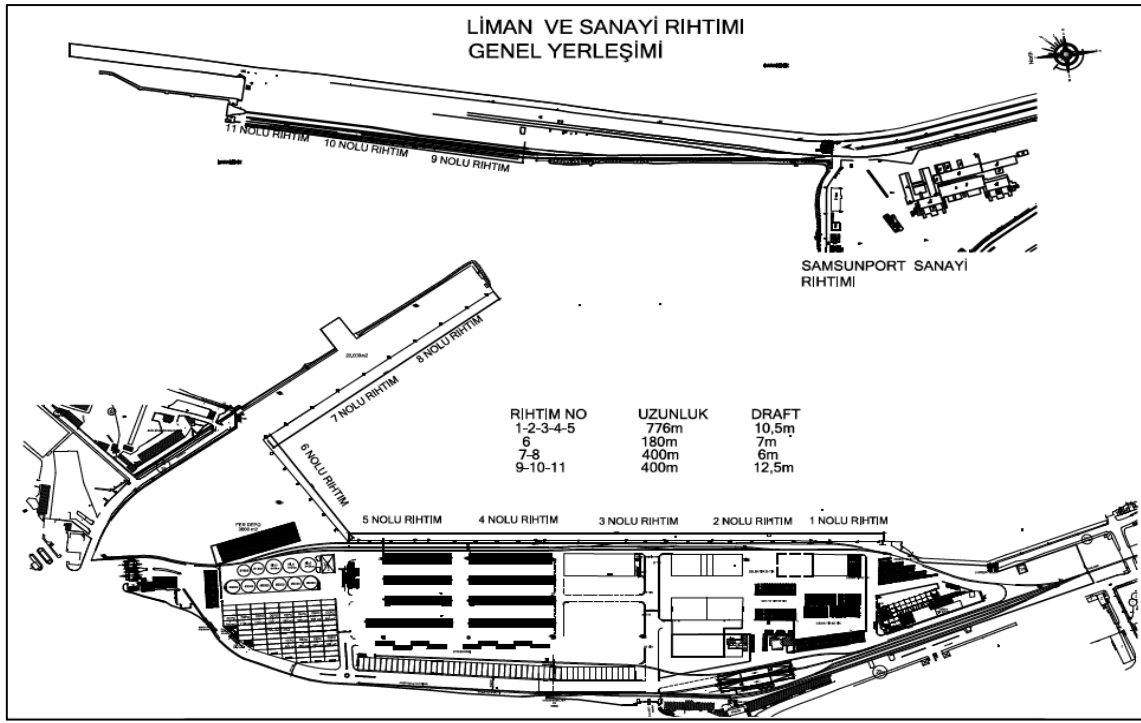 LİMAN VE SANAYİ RIHTIMI
GENEL YERLEŞİMİ
11 NOLU RIHTIM
10 NOLU RIHTIM
9 NOLU RIHTIM
SAMSUNPORT SANAYİ
RIHTIMI
8 NOLU RIHTIM
7 NOLU RIHTIM
6 NOLU RIHTIM
RIHTIM NO UZUNLUK DRAFT
1-2-3-4-5 776m 10,5m
6 180m 7m
7-8 400m 6m
9-10-11 400m 12,5m
5 NOLU RIHTIM 4 NOLU RIHTIM 3 NOLU RIHTIM 2 NOLU RIHTIM 1 NOLU RIHTIM